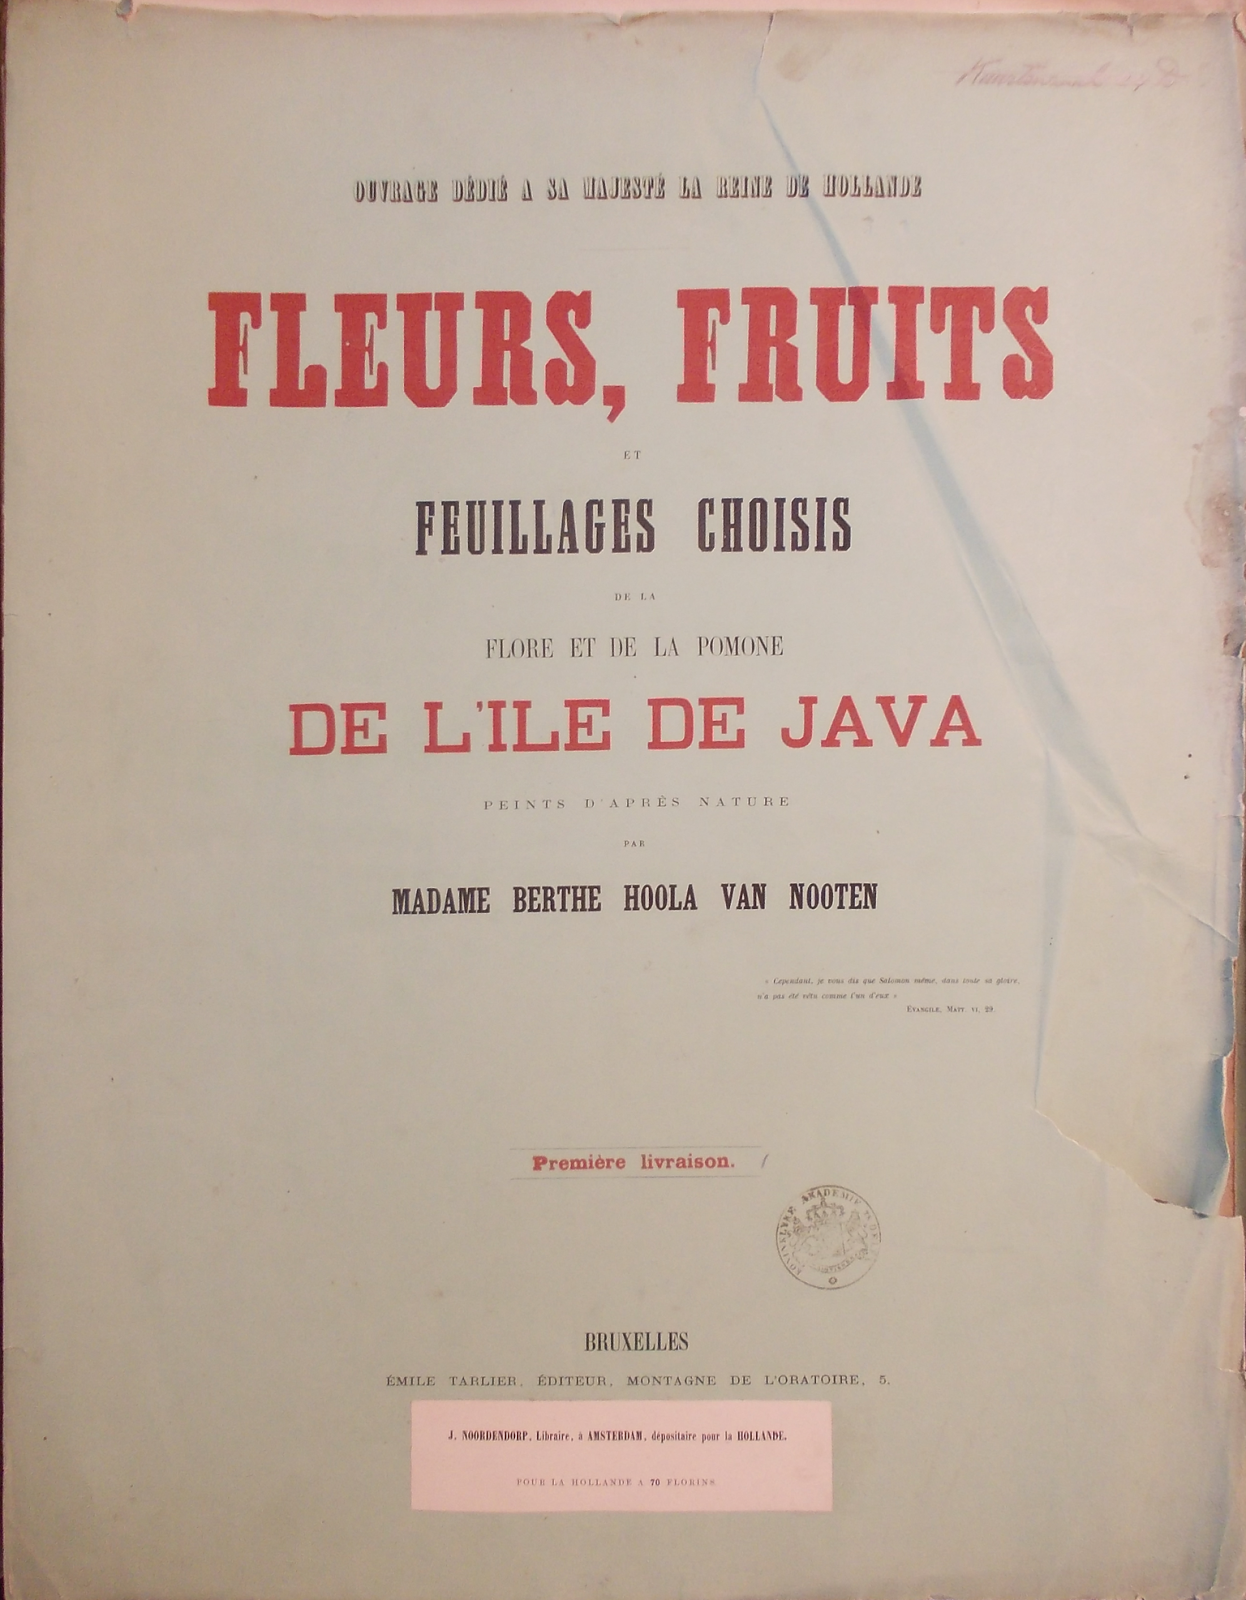 OUVRAGE DÉDIÉ A SA MAJESTÉ LA REINE DE HOLLANDE
FLEURS, FRUITS
ET
FEUILLAGES CHOISIS
DE LA
FLORE ET DE LA POMONE
DE L'ILE DE JAVA
PEINTS D'APRÈS NATURE
PAR
MADAME BERTHE HOOLA VAN NOOTEN
« Cependant, je vous dis que Salomon même, dans toute sa gloire,
n'a pas été vêtu comme l'un d'eux »
ÉVANGILE, MATT. VI, 29.
Première livraison.
KONINKLYKE AKADEMIE
BRUXELLES
ÉMILE TARLIER, ÉDITEUR, MONTAGNE DE L'ORATOIRE, 5.
J. NOORDENDORP, Libraire, à AMSTERDAM, dépositaire pour la HOLLANDE.
POUR LA HOLLANDE A 70 FLORINS